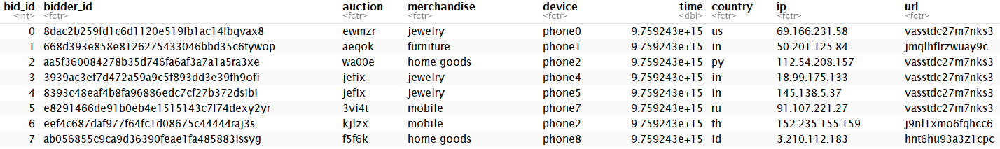 bid_id bidder_id auction merchandise device time country ip url
<int> <fctr> <fctr> <fctr> <fctr> <dbl> <fctr> <fctr> <fctr>
0 8dac2b259fd1c6d1120e519fb1ac14fbqvax8 ewmzr jewelry phone0 9.759243e+15 us 69.166.231.58 vasstdc27m7nks3
1 668d393e858e8126275433046bbd35c6tywop aeqok furniture phone1 9.759243e+15 in 50.201.125.84 jmqlhflrzwuay9c
2 aa5f360084278b35d746fa6af3a7a1a5ra3xe wa00e home goods phone2 9.759243e+15 py 112.54.208.157 vasstdc27m7nks3
3 3939ac3ef7d472a59a9c5f893dd3e39fh9ofi jefix jewelry phone4 9.759243e+15 in 18.99.175.133 vasstdc27m7nks3
4 8393c48eaf4b8fa96886edc7cf27b372dsibi jefix jewelry phone5 9.759243e+15 in 145.138.5.37 vasstdc27m7nks3
5 e8291466de91b0eb4e1515143c7f74dexy2yr 3vi4t mobile phone7 9.759243e+15 ru 91.107.221.27 vasstdc27m7nks3
6 eef4c687daf977f64fc1d08675c44444raj3s kjlzx mobile phone2 9.759243e+15 th 152.235.155.159 j9nl1xmo6fqhcc6
7 ab056855c9ca9d36390feae1fa485883issyg f5f6k home goods phone8 9.759243e+15 id 3.210.112.183 hnt6hu93a3z1cpc